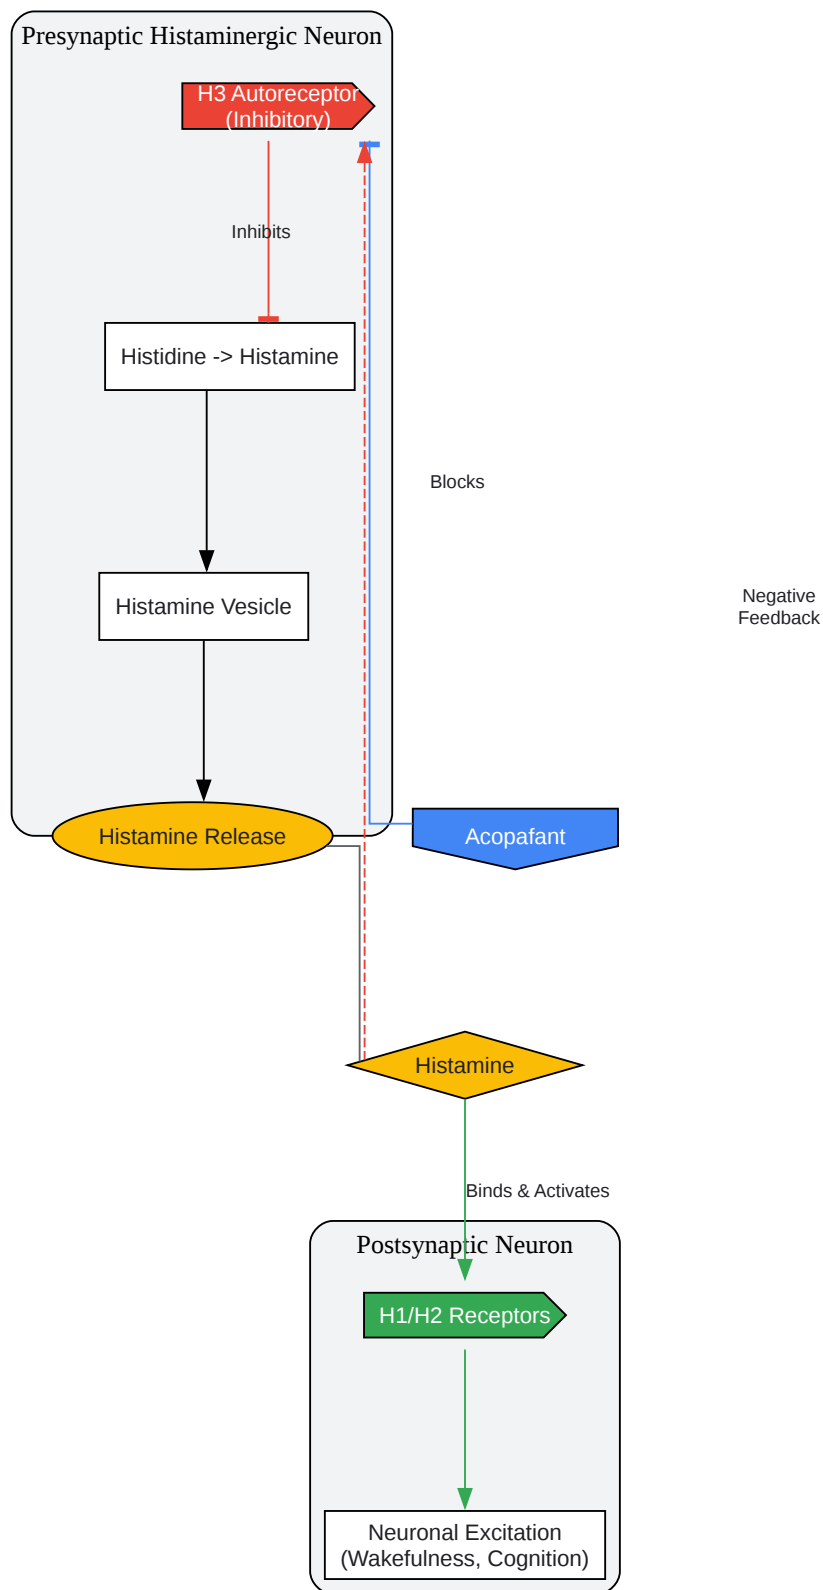 Presynaptic Histaminergic Neuron
H3 Autoreceptor
(Inhibitory)
Inhibits
Histidine -> Histamine
Blocks
Histamine Vesicle
Negative
Feedback
Histamine Release
Acopafant
Histamine
Binds & Activates
Postsynaptic Neuron
H1/H2 Receptors
Neuronal Excitation
(Wakefulness, Cognition)